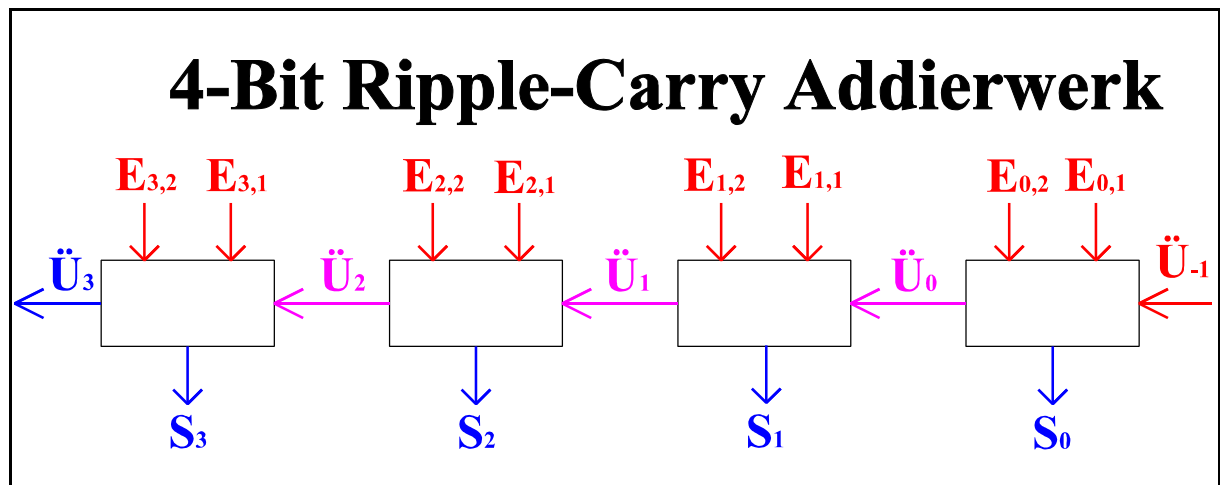 4-Bit Ripple-Carry Addierwerk
E3,2 E3,1 E2,2 E2,1 E1,2 E1,1 E0,2 E0,1
Ü3 Ü2 Ü1 Ü0 Ü-1
S3 S2 S1 S0